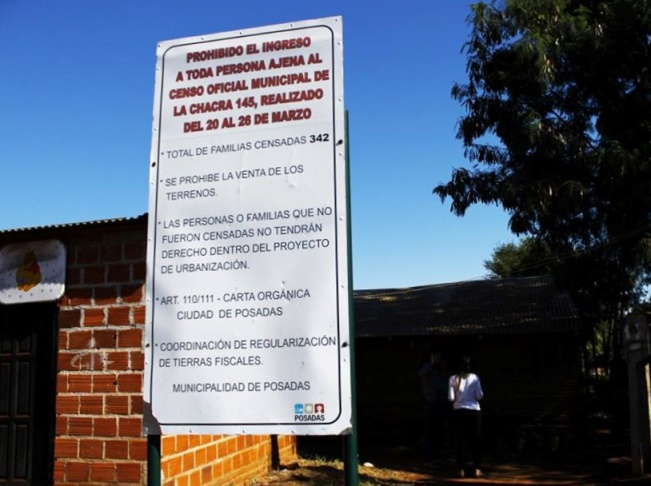 PROHIBIDO EL INGRESO
A TODA PERSONA AJENA AL
CENSO OFICIAL MUNICIPAL DE
LA CHACRA 145, REALIZADO
DEL 20 AL 26 DE MARZO
* TOTAL DE FAMILIAS CENSADAS 342
* SE PROHIBE LA VENTA DE LOS
TERRENOS.
* LAS PERSONAS O FAMILIAS QUE NO
FUERON CENSADAS NO TENDRÁN
DERECHO DENTRO DEL PROYECTO
DE URBANIZACIÓN.
* ART. 110/111 - CARTA ORGÁNICA
CIUDAD DE POSADAS
* COORDINACIÓN DE REGULARIZACIÓN
DE TIERRAS FISCALES.
MUNICIPALIDAD DE POSADAS
POSADAS